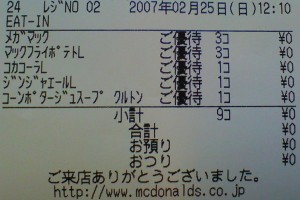 24 ﾚｼﾞNO 02 2007年02月25日(日)12:10
EAT-IN
ﾒｶﾞﾏｯｸ ご優待 3コ ¥0
ﾏｯｸﾌﾗｲﾎﾟﾃﾄL ご優待 3コ ¥0
ｺｶｺｰﾗL ご優待 1コ ¥0
ｼﾞﾝｼﾞｬｴｰﾙL ご優待 1コ ¥0
ｺｰﾝﾎﾟﾀｰｼﾞｭｽｰﾌﾟ ｸﾙﾄﾝ ご優待 1コ ¥0
小計 9コ ¥0
合計 ¥0
お預り ¥0
おつり ¥0
ご来店ありがとうございました。
http://www.mcdonalds.co.jp